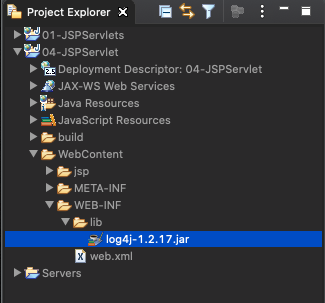 Project Explorer
01-JSPServlets
04-JSPServlet
Deployment Descriptor: 04-JSPServlet
JAX-WS Web Services
Java Resources
JavaScript Resources
build
WebContent
jsp
META-INF
WEB-INF
lib
log4j-1.2.17.jar
web.xml
Servers